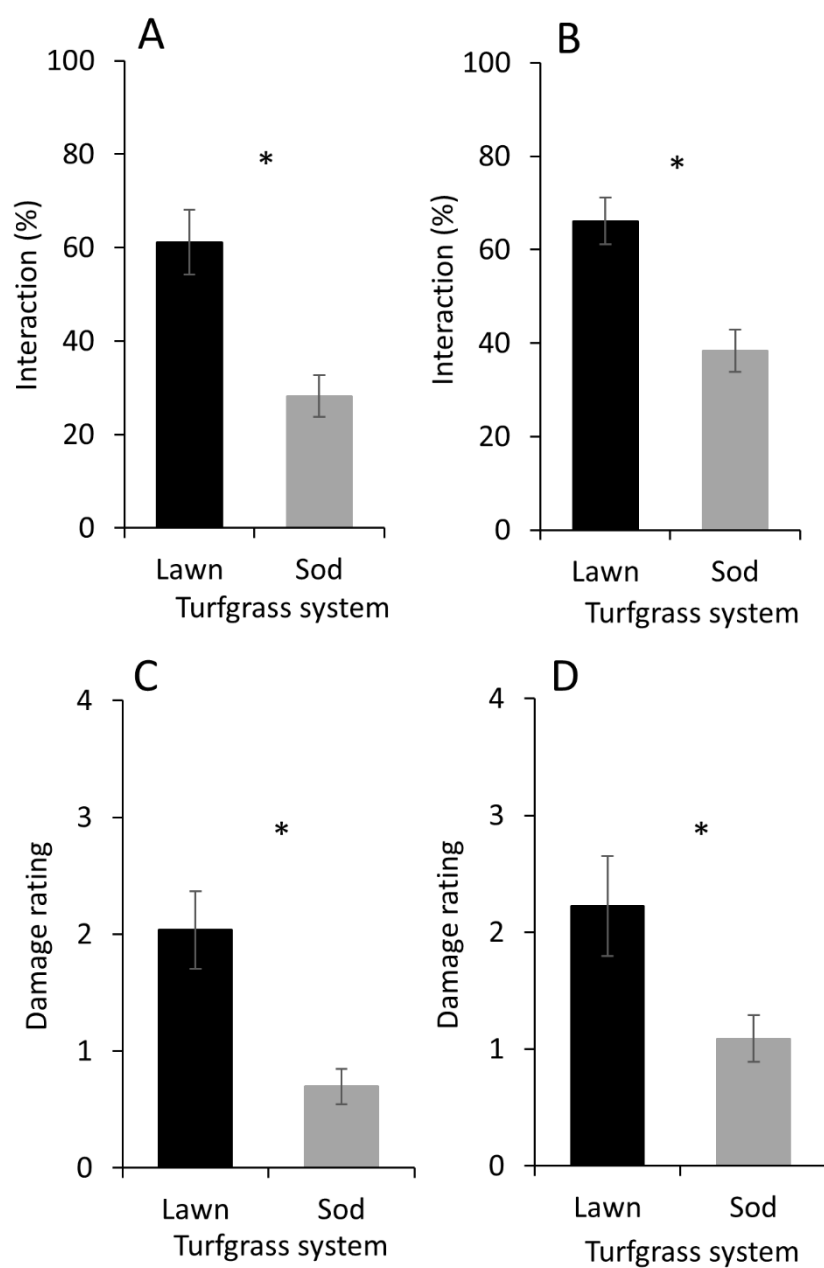 A
100
80
60
40
20
0
Interaction (%)
*
Lawn Sod
Turfgrass system
B
100
80
60
40
20
0
Interaction (%)
*
Lawn Sod
Turfgrass system
C
4
3
2
1
0
Damage rating
*
Lawn Sod
Turfgrass system
D
4
3
2
1
0
Damage rating
*
Lawn Sod
Turfgrass system